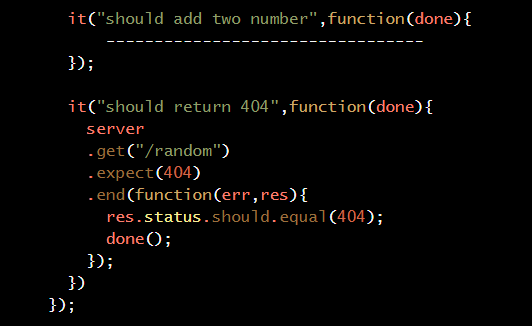 it("should add two number",function(done){
---------------------------------
});
it("should return 404",function(done){
server
.get("/random")
.expect(404)
.end(function(err,res){
res.status.should.equal(404);
done();
});
})
});